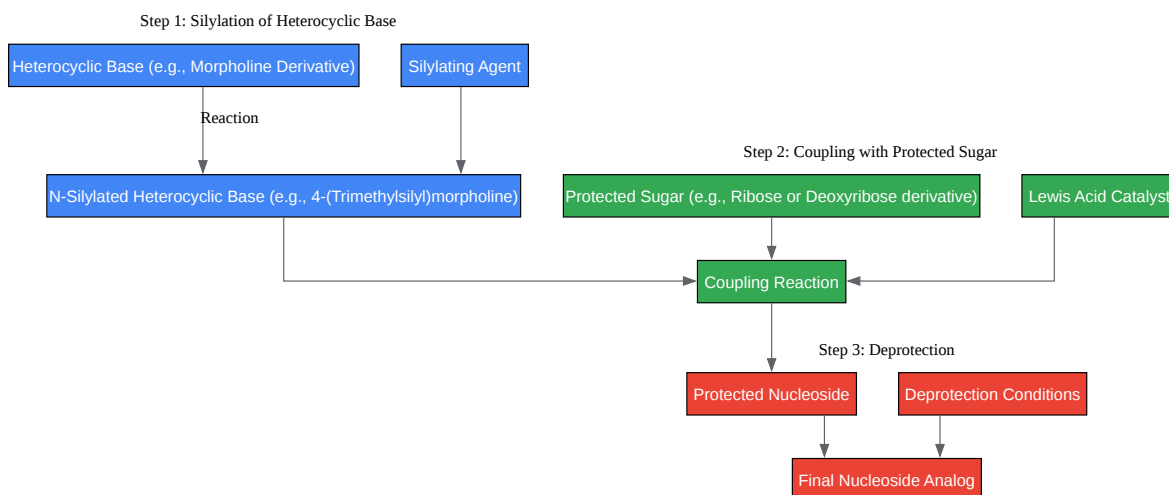 Step 1: Silylation of Heterocyclic Base
Heterocyclic Base (e.g., Morpholine Derivative)
Silylating Agent
Reaction
Step 2: Coupling with Protected Sugar
N-Silylated Heterocyclic Base (e.g., 4-(Trimethylsilyl)morpholine)
Protected Sugar (e.g., Ribose or Deoxyribose derivative)
Lewis Acid Catalyst
Coupling Reaction
Step 3: Deprotection
Protected Nucleoside
Deprotection Conditions
Final Nucleoside Analog